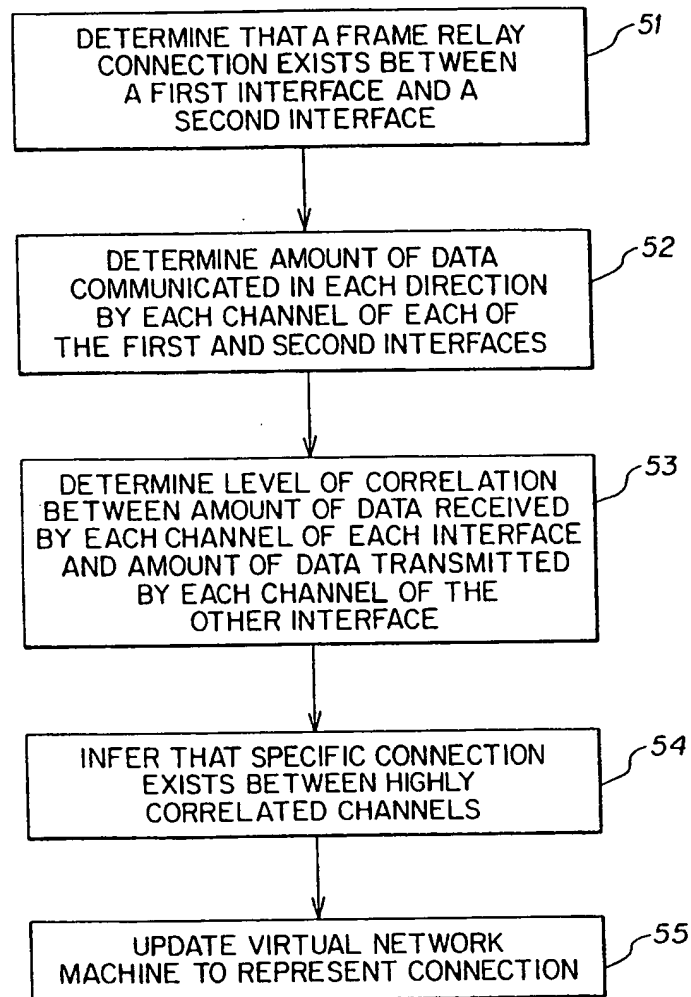 DETERMINE THAT A FRAME RELAY
CONNECTION EXISTS BETWEEN
A FIRST INTERFACE AND A
SECOND INTERFACE
51
DETERMINE AMOUNT OF DATA
COMMUNICATED IN EACH DIRECTION
BY EACH CHANNEL OF EACH OF
THE FIRST AND SECOND INTERFACES
52
DETERMINE LEVEL OF CORRELATION
BETWEEN AMOUNT OF DATA RECEIVED
BY EACH CHANNEL OF EACH INTERFACE
AND AMOUNT OF DATA TRANSMITTED
BY EACH CHANNEL OF THE
OTHER INTERFACE
53
INFER THAT SPECIFIC CONNECTION
EXISTS BETWEEN HIGHLY
CORRELATED CHANNELS
54
UPDATE VIRTUAL NETWORK
MACHINE TO REPRESENT CONNECTION
55